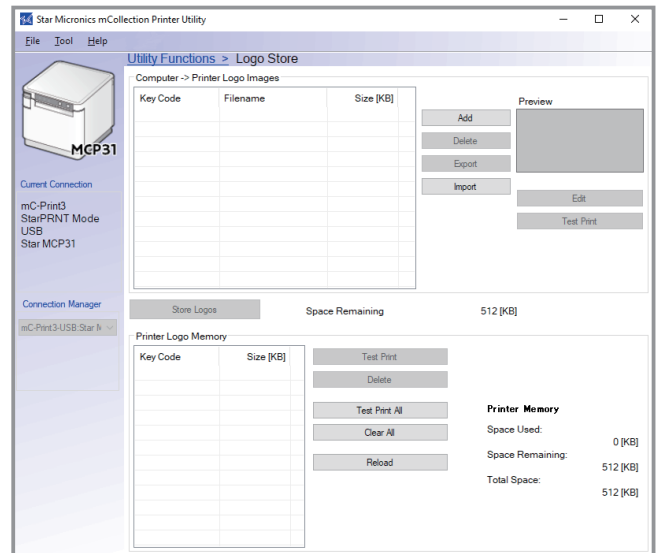 Star Micronics mCollection Printer Utility
File Tool Help
Utility Functions > Logo Store
MCP31
Current Connection
mC-Print3
StarPRNT Mode
USB
Star MCP31
Connection Manager
mC-Print3-USB:Star
Computer -> Printer Logo Images
Key Code Filename Size [KB]
Add
Delete
Export
Import
Preview
Edit
Test Print
Store Logos Space Remaining 512 [KB]
Printer Logo Memory
Key Code Size [KB]
Test Print
Delete
Test Print All
Clear All
Reload
Printer Memory
Space Used:
0 [KB]
Space Remaining:
512 [KB]
Total Space:
512 [KB]